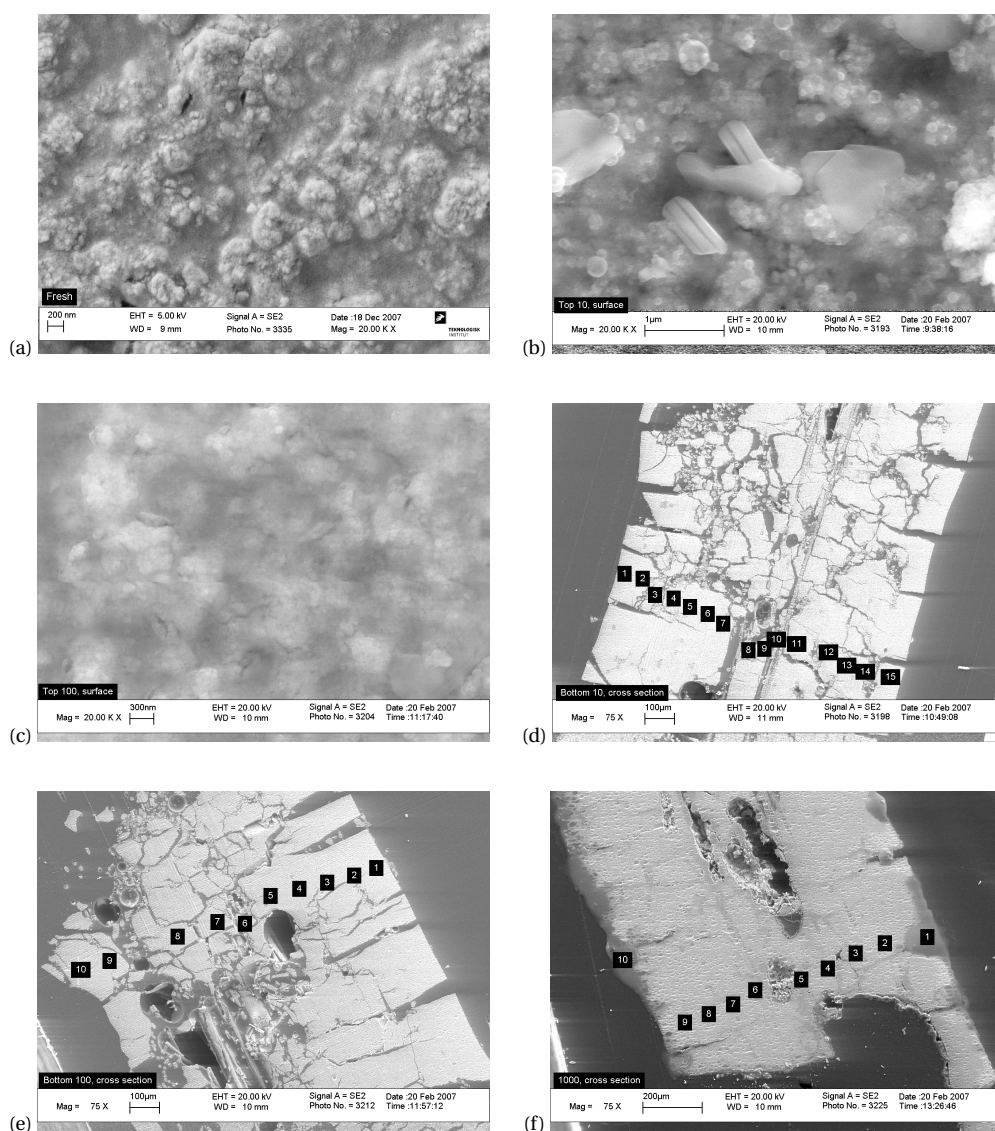 Fresh
200 nm
EHT = 5.00 kV
WD = 9 mm
Signal A = SE2
Photo No. = 3335
Date :18 Dec 2007
Mag = 20.00 K X
TEKNOLOGISK
INSTITUT
(a)
Top 10, surface
Mag = 20.00 K X
1µm
EHT = 20.00 kV
WD = 10 mm
Signal A = SE2
Photo No. = 3193
Date :20 Feb 2007
Time :9:38:16
(b)
Top 100, surface
Mag = 20.00 K X
300nm
EHT = 20.00 kV
WD = 10 mm
Signal A = SE2
Photo No. = 3204
Date :20 Feb 2007
Time :11:17:40
(c)
1
2
3
4
5
6
7
8
9
10
11
12
13
14
15
Bottom 10, cross section
Mag = 75 X
100µm
EHT = 20.00 kV
WD = 11 mm
Signal A = SE2
Photo No. = 3198
Date :20 Feb 2007
Time :10:49:08
(d)
1
2
3
4
5
6
7
8
9
10
Bottom 100, cross section
Mag = 75 X
100µm
EHT = 20.00 kV
WD = 10 mm
Signal A = SE2
Photo No. = 3212
Date :20 Feb 2007
Time :11:57:12
(e)
1
2
3
4
5
6
7
8
9
10
1000, cross section
Mag = 75 X
200µm
EHT = 20.00 kV
WD = 10 mm
Signal A = SE2
Photo No. = 3225
Date :20 Feb 2007
Time :13:26:46
(f)